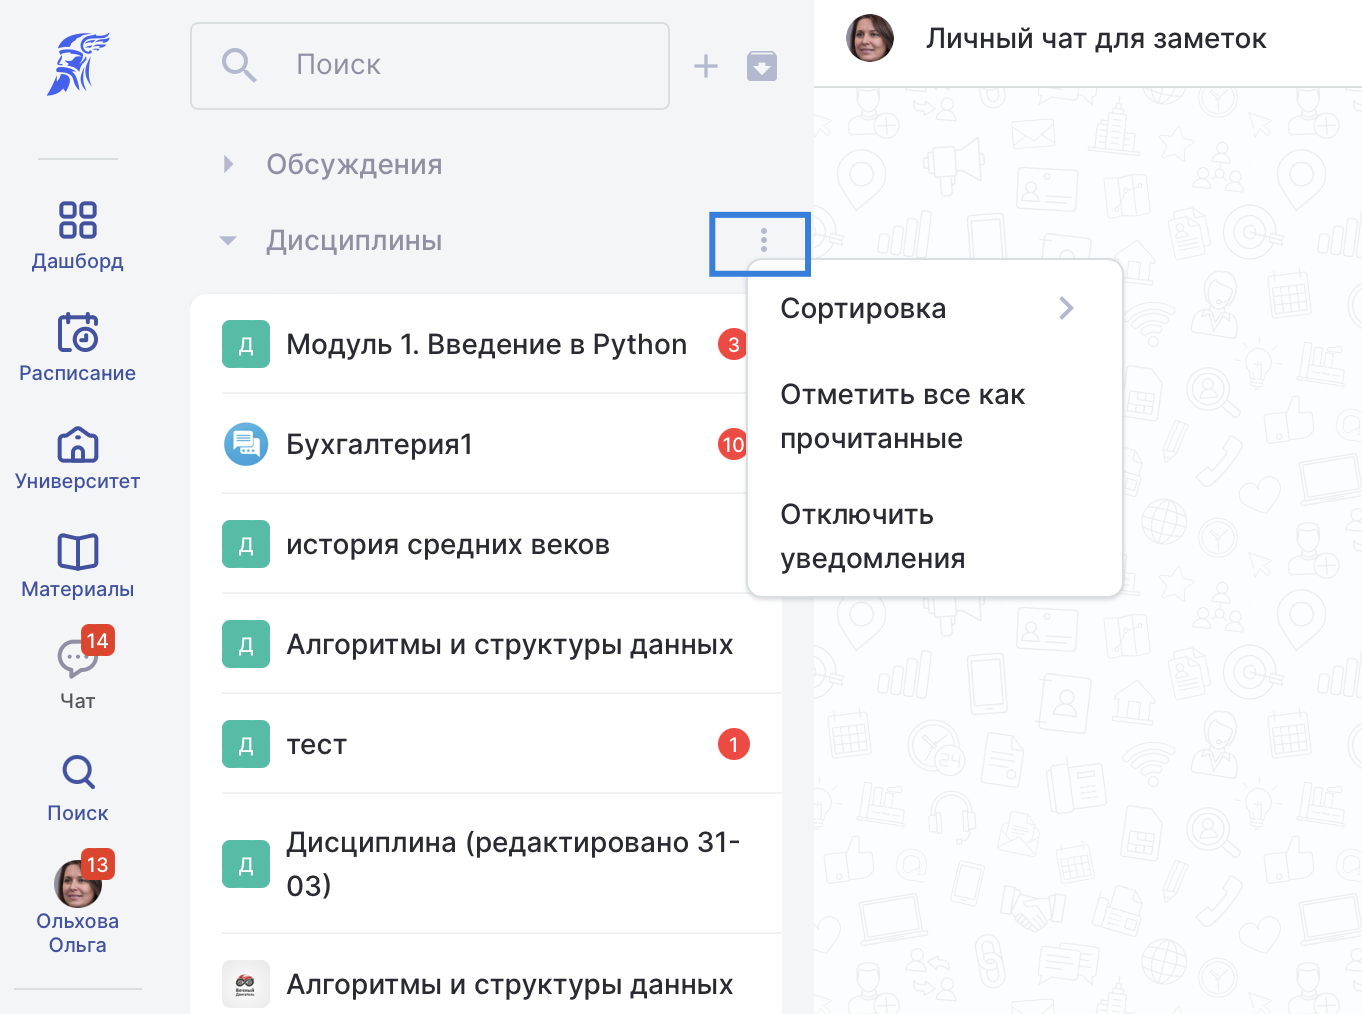 Поиск
Личный чат для заметок
Обсуждения
Дисциплины
Дашборд
Расписание
Университет
Материалы
14
Чат
Поиск
13
Ольхова
Ольга
Д
Модуль 1. Введение в Python
3
Бухгалтерия1
10
Д
история средних веков
Д
Алгоритмы и структуры данных
Д
тест
1
Д
Дисциплина (редактировано 31-
03)
Алгоритмы и структуры данных
Сортировка
Отметить все как
прочитанные
Отключить
уведомления